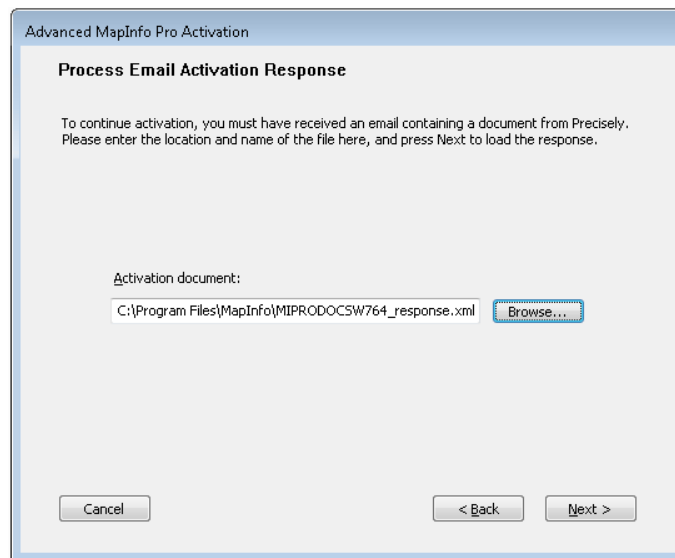 Advanced MapInfo Pro Activation
Process Email Activation Response
To continue activation, you must have received an email containing a document from Precisely.
Please enter the location and name of the file here, and press Next to load the response.
Activation document:
C:\Program Files\MapInfo\MIPRODOCSW764_response.xml Browse...
Cancel < Back Next >